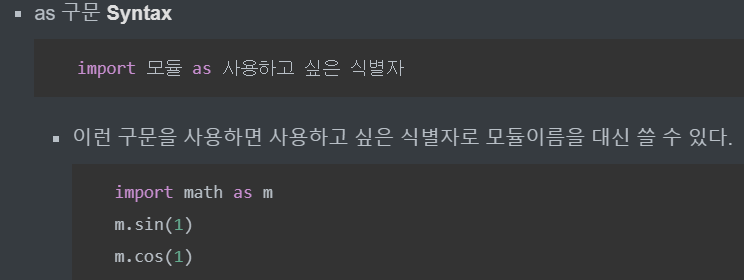 as 구문 Syntax
import 모듈 as 사용하고 싶은 식별자
이런 구문을 사용하면 사용하고 싶은 식별자로 모듈이름을 대신 쓸 수 있다.
import math as m
m.sin(1)
m.cos(1)